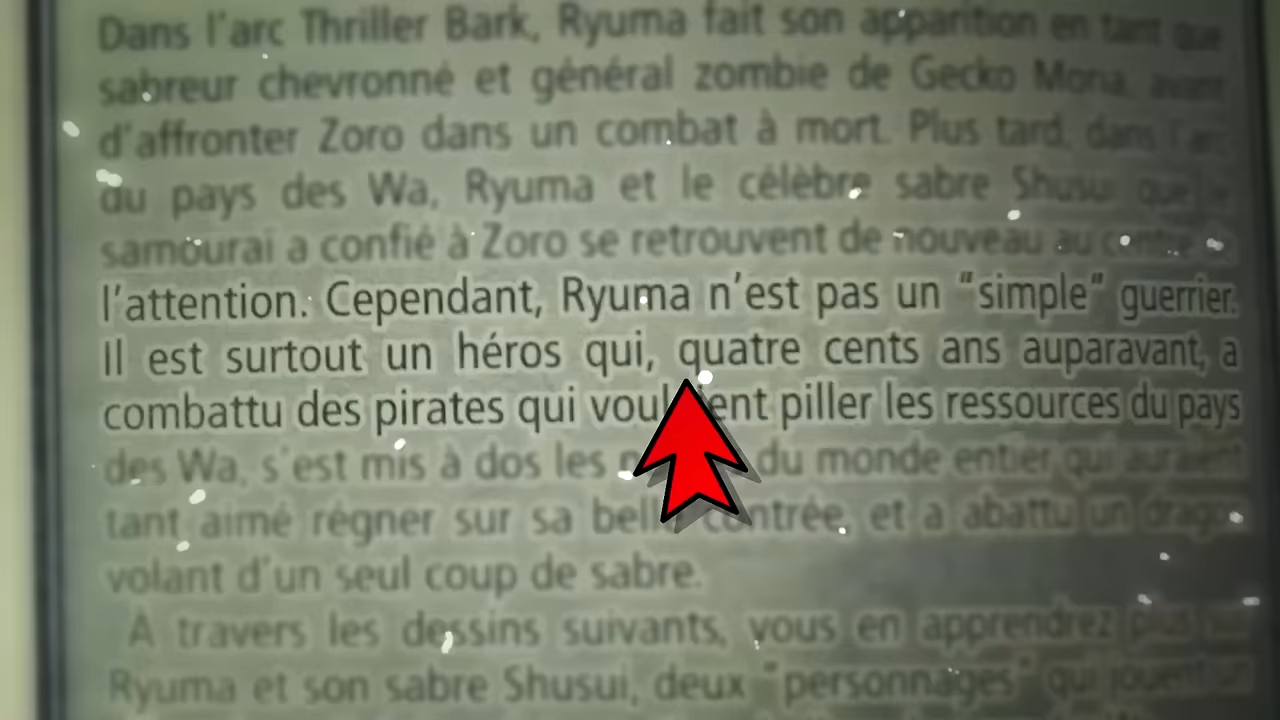 Dans l'arc Thriller Bark, Ryuma fait son apparition en tant que
sabreur chevronné et général zombie de Gecko Moria, avant
d'affronter Zoro dans un combat à mort. Plus tard, dans l'arc
du pays des Wa, Ryuma et le célèbre sabre Shusui que le
samourai a confié à Zoro se retrouvent de nouveau au centre de
l'attention. Cependant, Ryuma n'est pas un "simple" guerrier.
Il est surtout un héros qui, quatre cents ans auparavant, a
combattu des pirates qui voulaient piller les ressources du pays
des Wa, s'est mis à dos les du monde entier qui auraient
tant aimé régner sur sa belle contrée, et a abattu un dragon
volant d'un seul coup de sabre.
À travers les dessins suivants, vous en apprendrez plus sur
Ryuma et son sabre Shusui, deux "personnages" qui jouent un